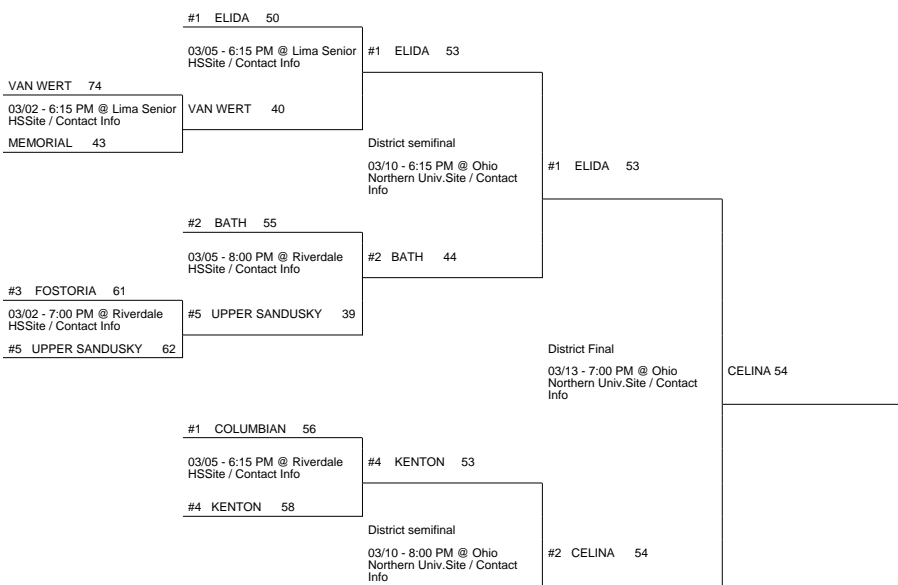 #1 ELIDA 50
03/05 - 6:15 PM @ Lima Senior
HSSite / Contact Info
#1 ELIDA 53
VAN WERT 74
03/02 - 6:15 PM @ Lima Senior
HSSite / Contact Info
VAN WERT 40
MEMORIAL 43
District semifinal
03/10 - 6:15 PM @ Ohio
Northern Univ.Site / Contact
Info
#1 ELIDA 53
#2 BATH 55
03/05 - 8:00 PM @ Riverdale
HSSite / Contact Info
#2 BATH 44
#3 FOSTORIA 61
03/02 - 7:00 PM @ Riverdale
HSSite / Contact Info
#5 UPPER SANDUSKY 39
#5 UPPER SANDUSKY 62
District Final
03/13 - 7:00 PM @ Ohio
Northern Univ.Site / Contact
Info
CELINA 54
#1 COLUMBIAN 56
03/05 - 6:15 PM @ Riverdale
HSSite / Contact Info
#4 KENTON 53
#4 KENTON 58
District semifinal
03/10 - 8:00 PM @ Ohio
Northern Univ.Site / Contact
Info
#2 CELINA 54